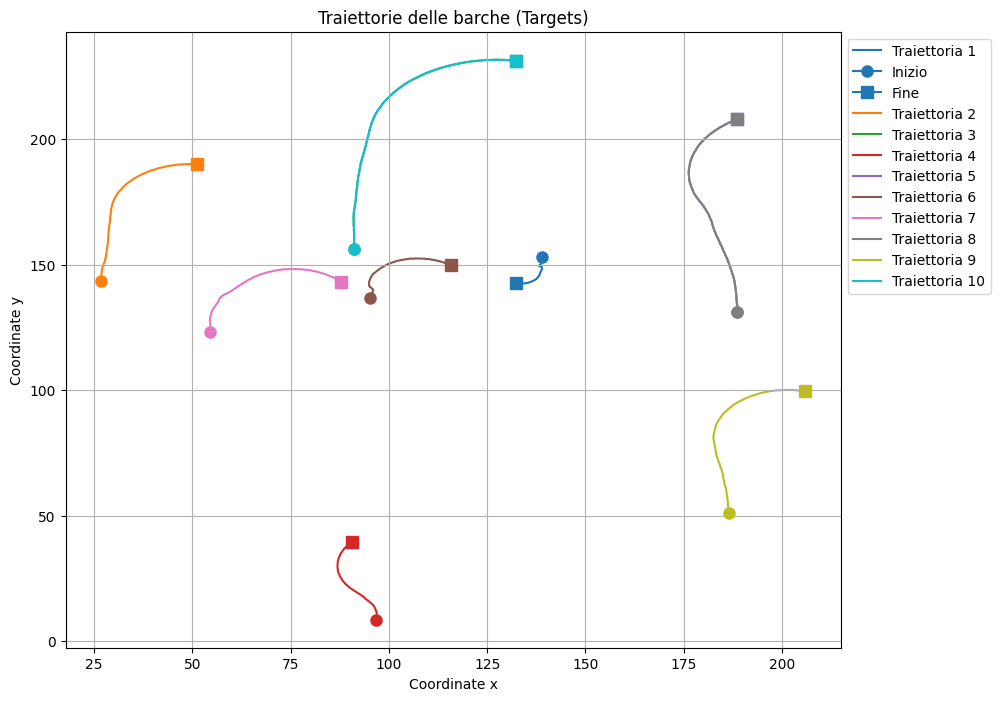 Traiettorie delle barche (Targets)
Traiettoria 1
Inizio
Fine
Traiettoria 2
Traiettoria 3
Traiettoria 4
Traiettoria 5
Traiettoria 6
Traiettoria 7
Traiettoria 8
Traiettoria 9
Traiettoria 10
Coordinate y
200
150
100
50
0
25 50 75 100 125 150 175 200
Coordinate x